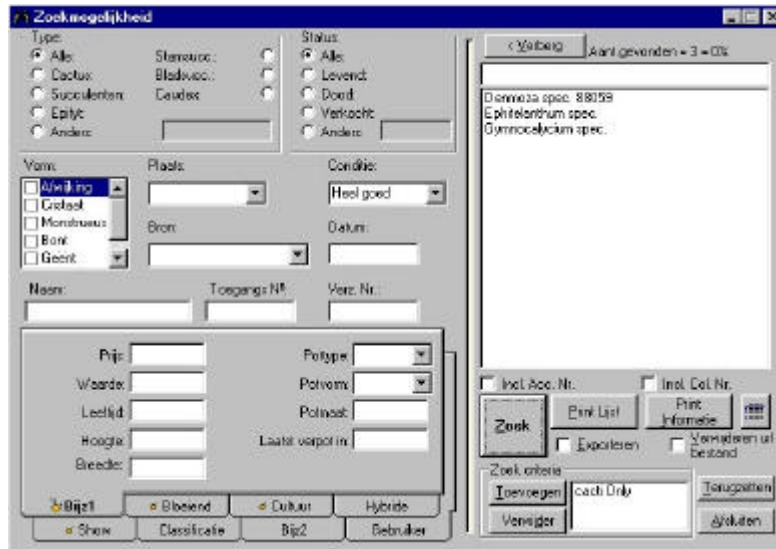 Zoekmogelijkheid
Type:
Alle:
Cactus:
Succulenten:
Epifyt:
Anders:
Stamsucc.:
Bladsucc.:
Caudex:
Status:
Alle:
Levend:
Dood:
Verkocht:
Anders:
Vorm:
Afwijking
Cristaat
Monstrueus
Bont
Geënt
Plaats:
Conditie:
Heel goed
Bron:
Datum:
Naam:
Toegangs Nº:
Verz. Nr.:
Prijs:
Waarde:
Leeftijd:
Hoogte:
Breedte:
Pottype:
Potvorm:
Potmaat:
Laatst verpot in:
Bijz1
Bloeiend
Cultuur
Hybride
Show
Classificatie
Bijz2
Gebruiker
< Verberg
Aant gevonden = 3 = 0%
Denmoza spec. 88059
Ephitelanthum spec.
Gymnocalycium spec.
Incl. Acc. Nr.
Incl. Col. Nr.
Zoek
Print Lijst
Print
Informatie
Exporteren
Verwijderen uit
bestand
Zoek criteria
Toevoegen
Verwijder
cach Only
Terugzetten
Afsluiten